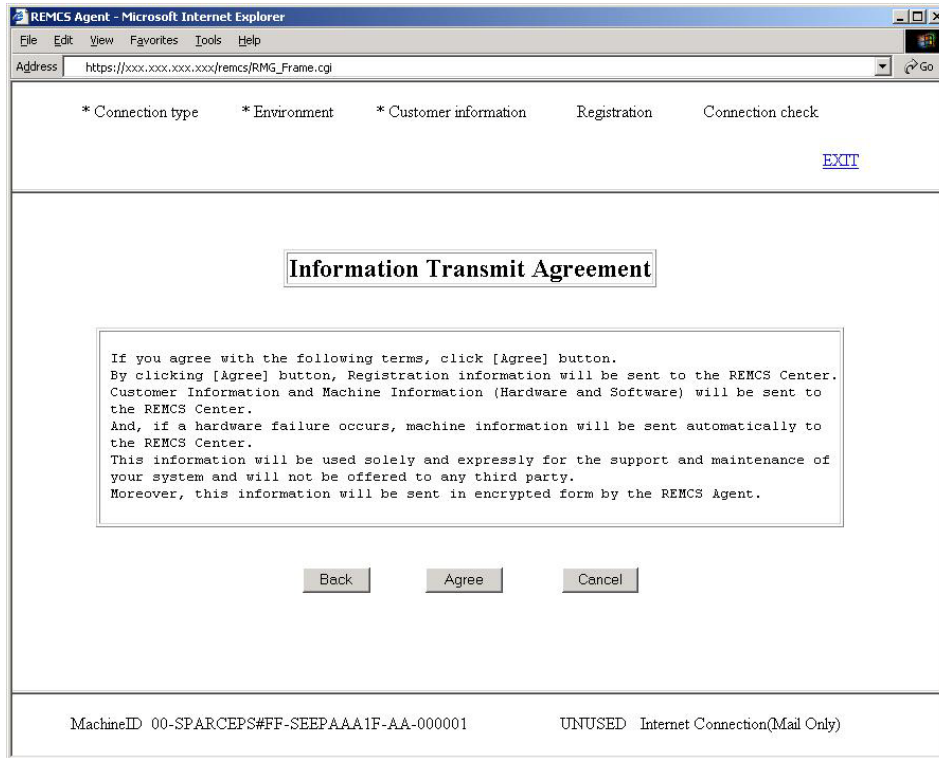 REMCS Agent - Microsoft Internet Explorer
File Edit View Favorites Tools Help
Address https://xxx.xxx.xxx.xxx/remcs/RMG_Frame.cgi Go
* Connection type * Environment * Customer information Registration Connection check
EXIT
Information Transmit Agreement
If you agree with the following terms, click [Agree] button.
By clicking [Agree] button, Registration information will be sent to the REMCS Center.
Customer Information and Machine Information (Hardware and Software) will be sent to
the REMCS Center.
And, if a hardware failure occurs, machine information will be sent automatically to
the REMCS Center.
This information will be used solely and expressly for the support and maintenance of
your system and will not be offered to any third party.
Moreover, this information will be sent in encrypted form by the REMCS Agent.
Back Agree Cancel
MachineID 00-SPARCEPS#FF-SEEPAAA1F-AA-000001 UNUSED Internet Connection(Mail Only)